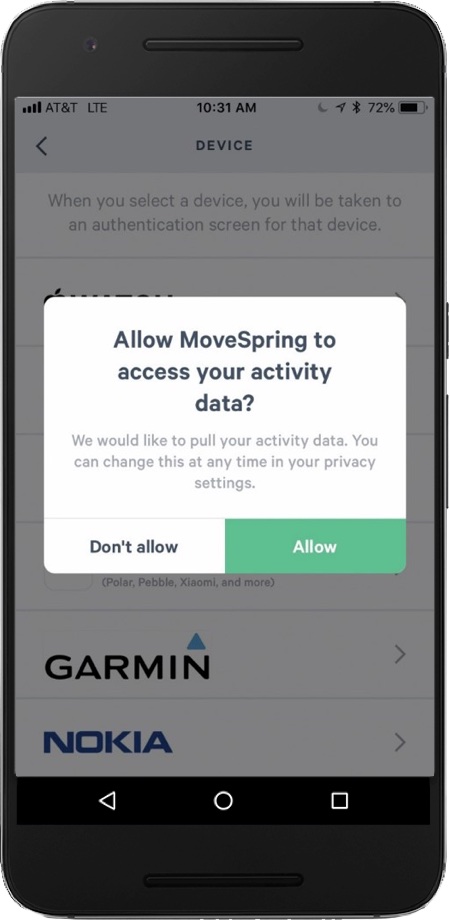 AT&T LTE 10:31 AM 72%
DEVICE
When you select a device, you will be taken to
an authentication screen for that device.
WATCH
Allow MoveSpring to
access your activity
data?
We would like to pull your activity data. You
can change this at any time in your privacy
settings.
Don't allow Allow
(Polar, Pebble, Xiaomi, and more)
GARMIN
NOKIA